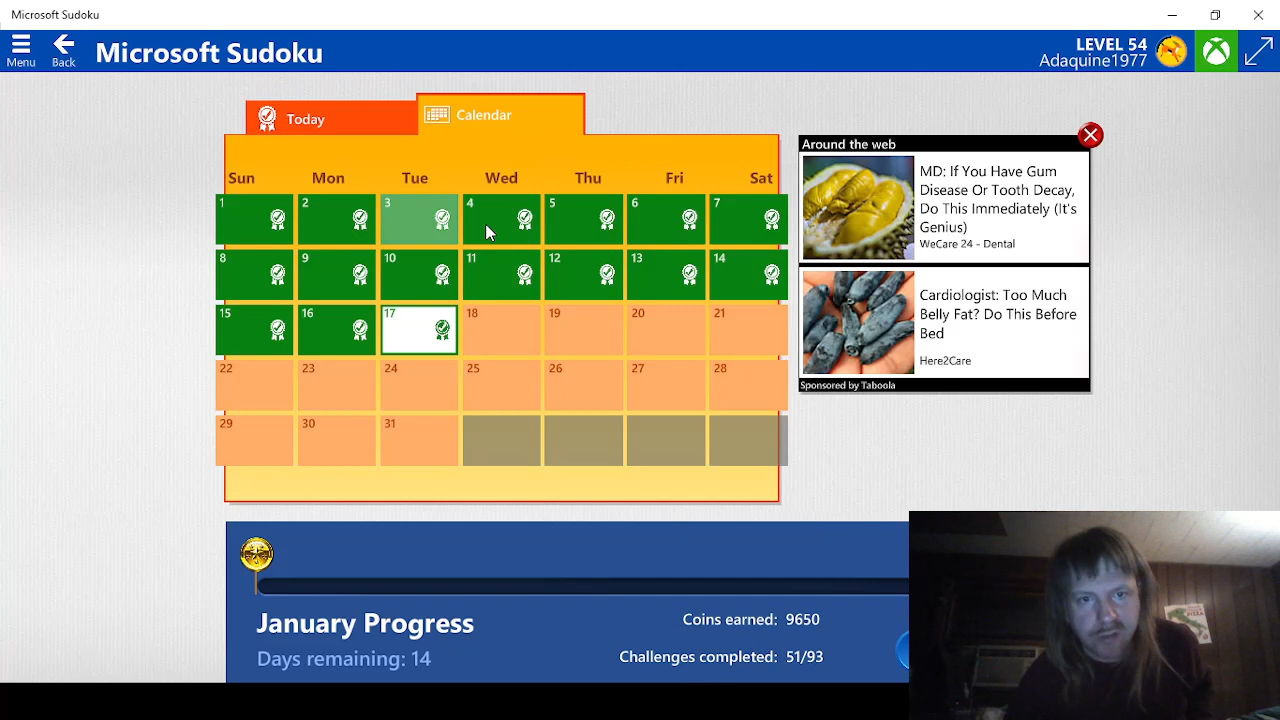 Microsoft Sudoku
Menu
Back
Microsoft Sudoku
LEVEL 54
Adaquine1977
Today
Calendar
Sun Mon Tue Wed Thu Fri Sat
1 2 3 4 5 6 7
8 9 10 11 12 13 14
15 16 17 18 19 20 21
22 23 24 25 26 27 28
29 30 31
Around the web
MD: If You Have Gum
Disease Or Tooth Decay,
Do This Immediately (It's
Genius)
WeCare 24 - Dental
Cardiologist: Too Much
Belly Fat? Do This Before
Bed
Here2Care
Sponsored by Taboola
January Progress
Days remaining: 14
Coins earned: 9650
Challenges completed: 51/93
PIZZA